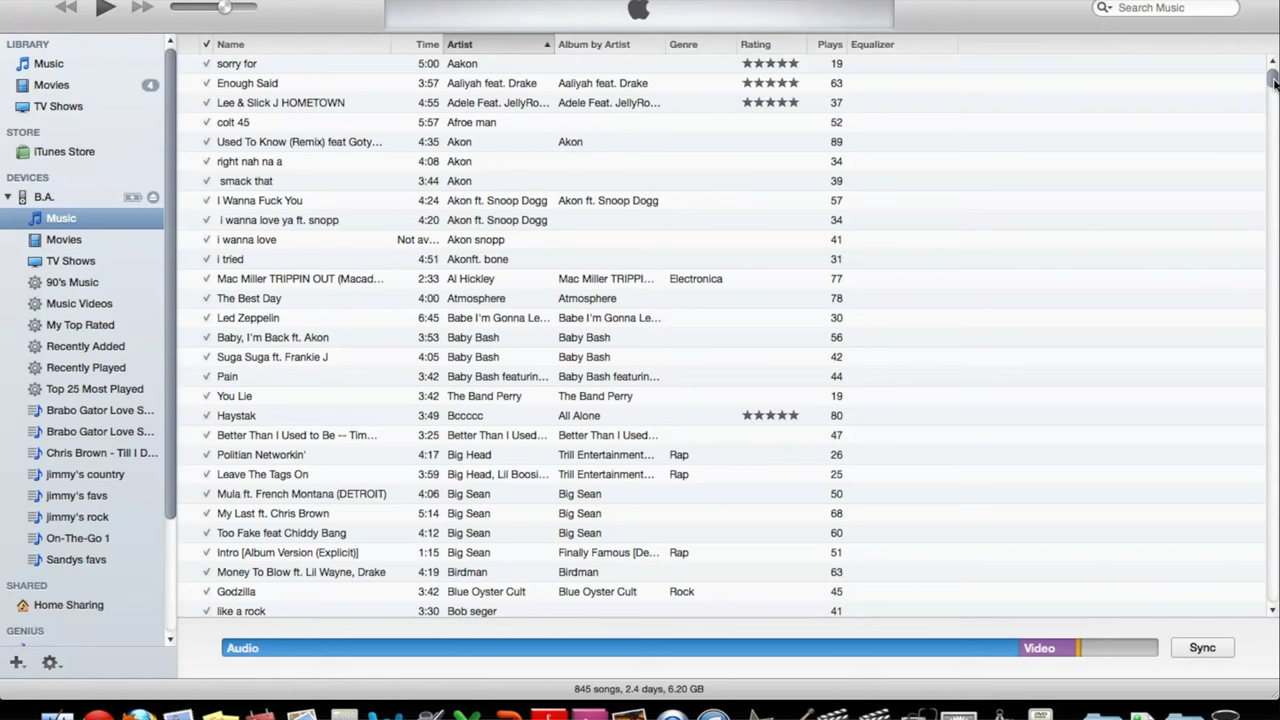 Search Music
LIBRARY
Music
Movies 4
TV Shows
STORE
iTunes Store
DEVICES
B.A.
Music
Movies
TV Shows
90's Music
Music Videos
My Top Rated
Recently Added
Recently Played
Top 25 Most Played
Brabo Gator Love S...
Brabo Gator Love S...
Chris Brown - Till I D...
jimmy's country
jimmy's favs
jimmy's rock
On-The-Go 1
Sandys favs
SHARED
Home Sharing
GENIUS
✓ Name Time Artist Album by Artist Genre Rating Plays Equalizer
✓ sorry for 5:00 Aakon ★★★★★ 19
✓ Enough Said 3:57 Aaliyah feat. Drake Aaliyah feat. Drake ★★★★★ 63
✓ Lee & Slick J HOMETOWN 4:55 Adele Feat. JellyRo... Adele Feat. JellyRo... ★★★★★ 37
✓ colt 45 5:57 Afroe man 52
✓ Used To Know (Remix) feat Goty... 4:35 Akon Akon 89
✓ right nah na a 4:08 Akon 34
✓ smack that 3:44 Akon 39
✓ I Wanna Fuck You 4:24 Akon ft. Snoop Dogg Akon ft. Snoop Dogg 57
✓ i wanna love ya ft. snopp 4:20 Akon ft. Snoop Dogg 34
✓ i wanna love Not av... Akon snopp 41
✓ i tried 4:51 Akonft. bone 31
✓ Mac Miller TRIPPIN OUT (Macad... 2:33 Al Hickley Mac Miller TRIPPI... Electronica 77
✓ The Best Day 4:00 Atmosphere Atmosphere 78
✓ Led Zeppelin 6:45 Babe I'm Gonna Le... Babe I'm Gonna Le... 30
✓ Baby, I'm Back ft. Akon 3:53 Baby Bash Baby Bash 56
✓ Suga Suga ft. Frankie J 4:05 Baby Bash Baby Bash 42
✓ Pain 3:42 Baby Bash featurin... Baby Bash featurin... 44
✓ You Lie 3:42 The Band Perry The Band Perry 19
✓ Haystak 3:49 Bccccc All Alone ★★★★★ 80
✓ Better Than I Used to Be -- Tim... 3:25 Better Than I Used... Better Than I Used... 47
✓ Politian Networkin' 4:17 Big Head Trill Entertainment... Rap 26
✓ Leave The Tags On 3:59 Big Head, Lil Boosi... Trill Entertainment... Rap 25
✓ Mula ft. French Montana (DETROIT) 4:06 Big Sean Big Sean 50
✓ My Last ft. Chris Brown 5:14 Big Sean Big Sean 68
✓ Too Fake feat Chiddy Bang 4:12 Big Sean Big Sean 60
✓ Intro [Album Version (Explicit)] 1:15 Big Sean Finally Famous [De... Rap 51
✓ Money To Blow ft. Lil Wayne, Drake 4:19 Birdman Birdman 63
✓ Godzilla 3:42 Blue Oyster Cult Blue Oyster Cult Rock 45
✓ like a rock 3:30 Bob seger 41
Audio Video Sync
845 songs, 2.4 days, 6.20 GB